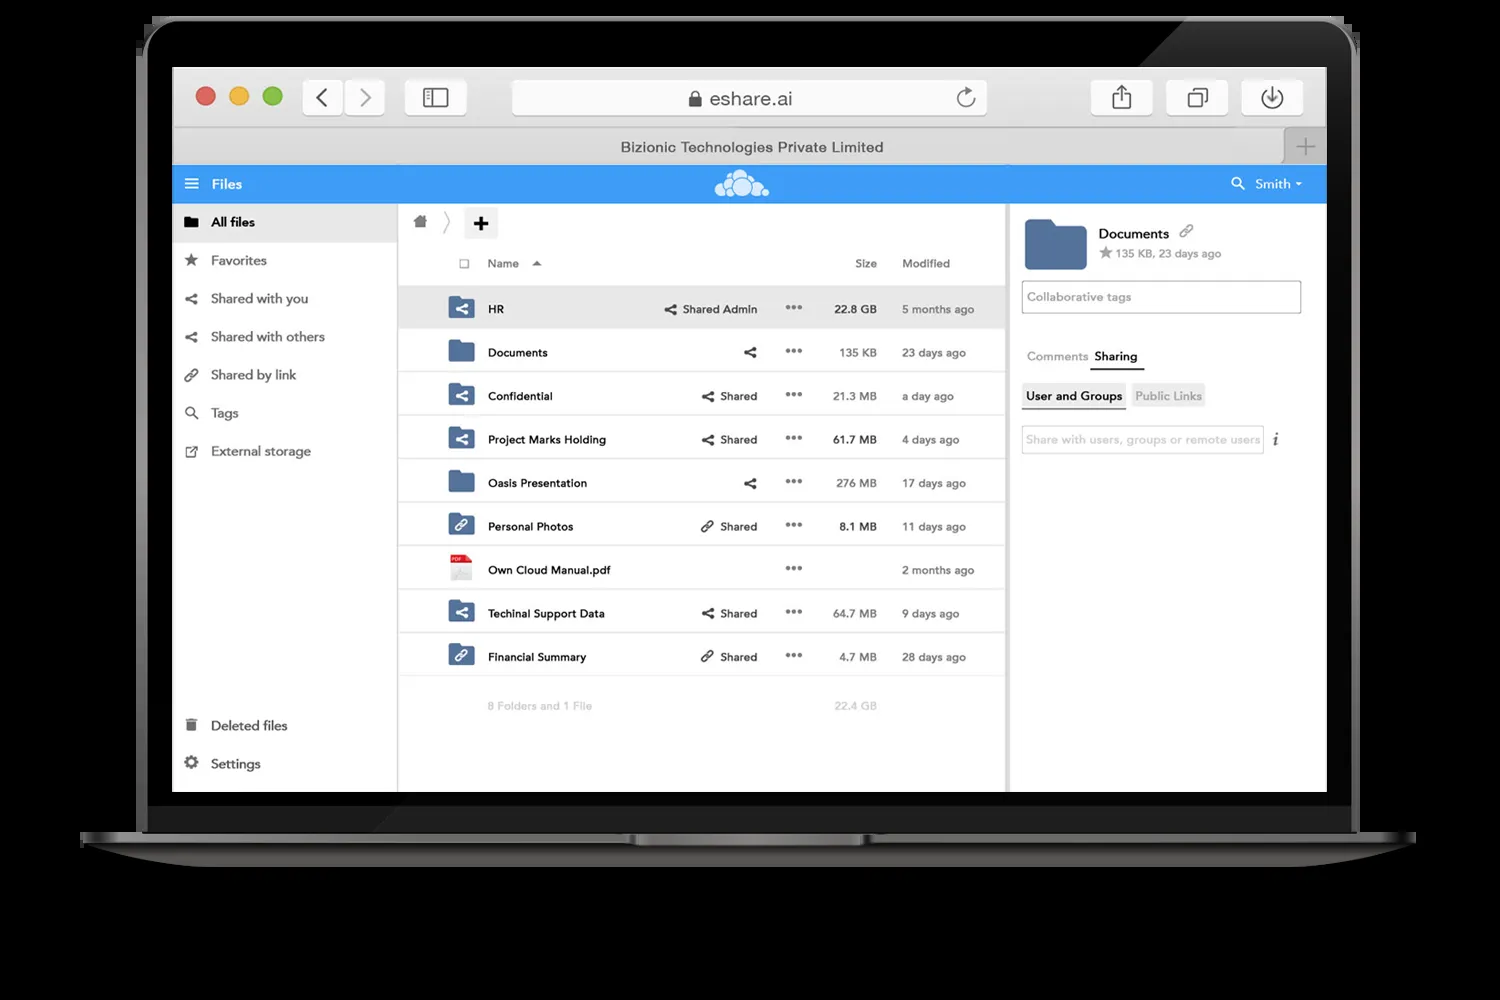 eshare.ai
Bizionic Technologies Private Limited
Files
Smith
All files
Favorites
Shared with you
Shared with others
Shared by link
Tags
External storage
Deleted files
Settings
Name Size Modified
HR Shared Admin 22.8 GB 5 months ago
Documents 135 KB 23 days ago
Confidential Shared 21.3 MB a day ago
Project Marks Holding Shared 61.7 MB 4 days ago
Oasis Presentation 276 MB 17 days ago
Personal Photos Shared 8.1 MB 11 days ago
PDF
Own Cloud Manual.pdf 2 months ago
Techinal Support Data Shared 64.7 MB 9 days ago
Financial Summary Shared 4.7 MB 28 days ago
8 Folders and 1 File 22.4 GB
Documents
135 KB, 23 days ago
Collaborative tags
Comments Sharing
User and Groups Public Links
Share with users, groups or remote users i